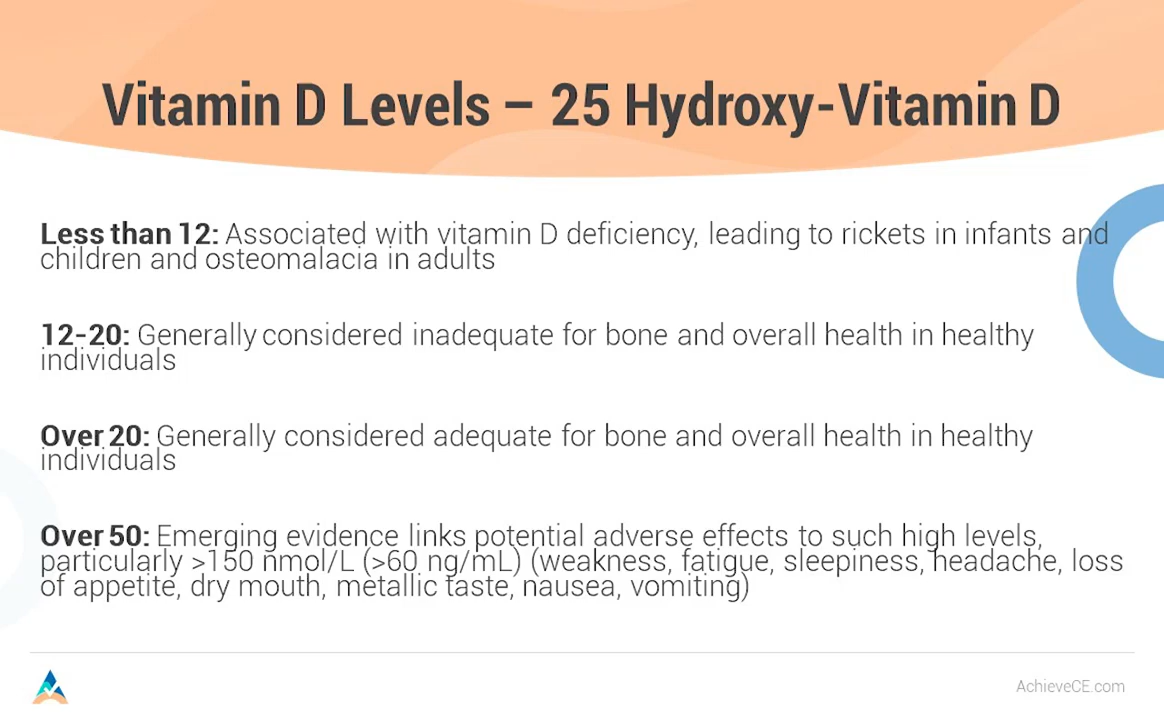 Vitamin D Levels – 25 Hydroxy-Vitamin D
Less than 12: Associated with vitamin D deficiency, leading to rickets in infants and
children and osteomalacia in adults
12-20: Generally considered inadequate for bone and overall health in healthy
individuals
Over 20: Generally considered adequate for bone and overall health in healthy
individuals
Over 50: Emerging evidence links potential adverse effects to such high levels,
particularly >150 nmol/L (>60 ng/mL) (weakness, fatigue, sleepiness, headache, loss
of appetite, dry mouth, metallic taste, nausea, vomiting)
AchieveCE.com